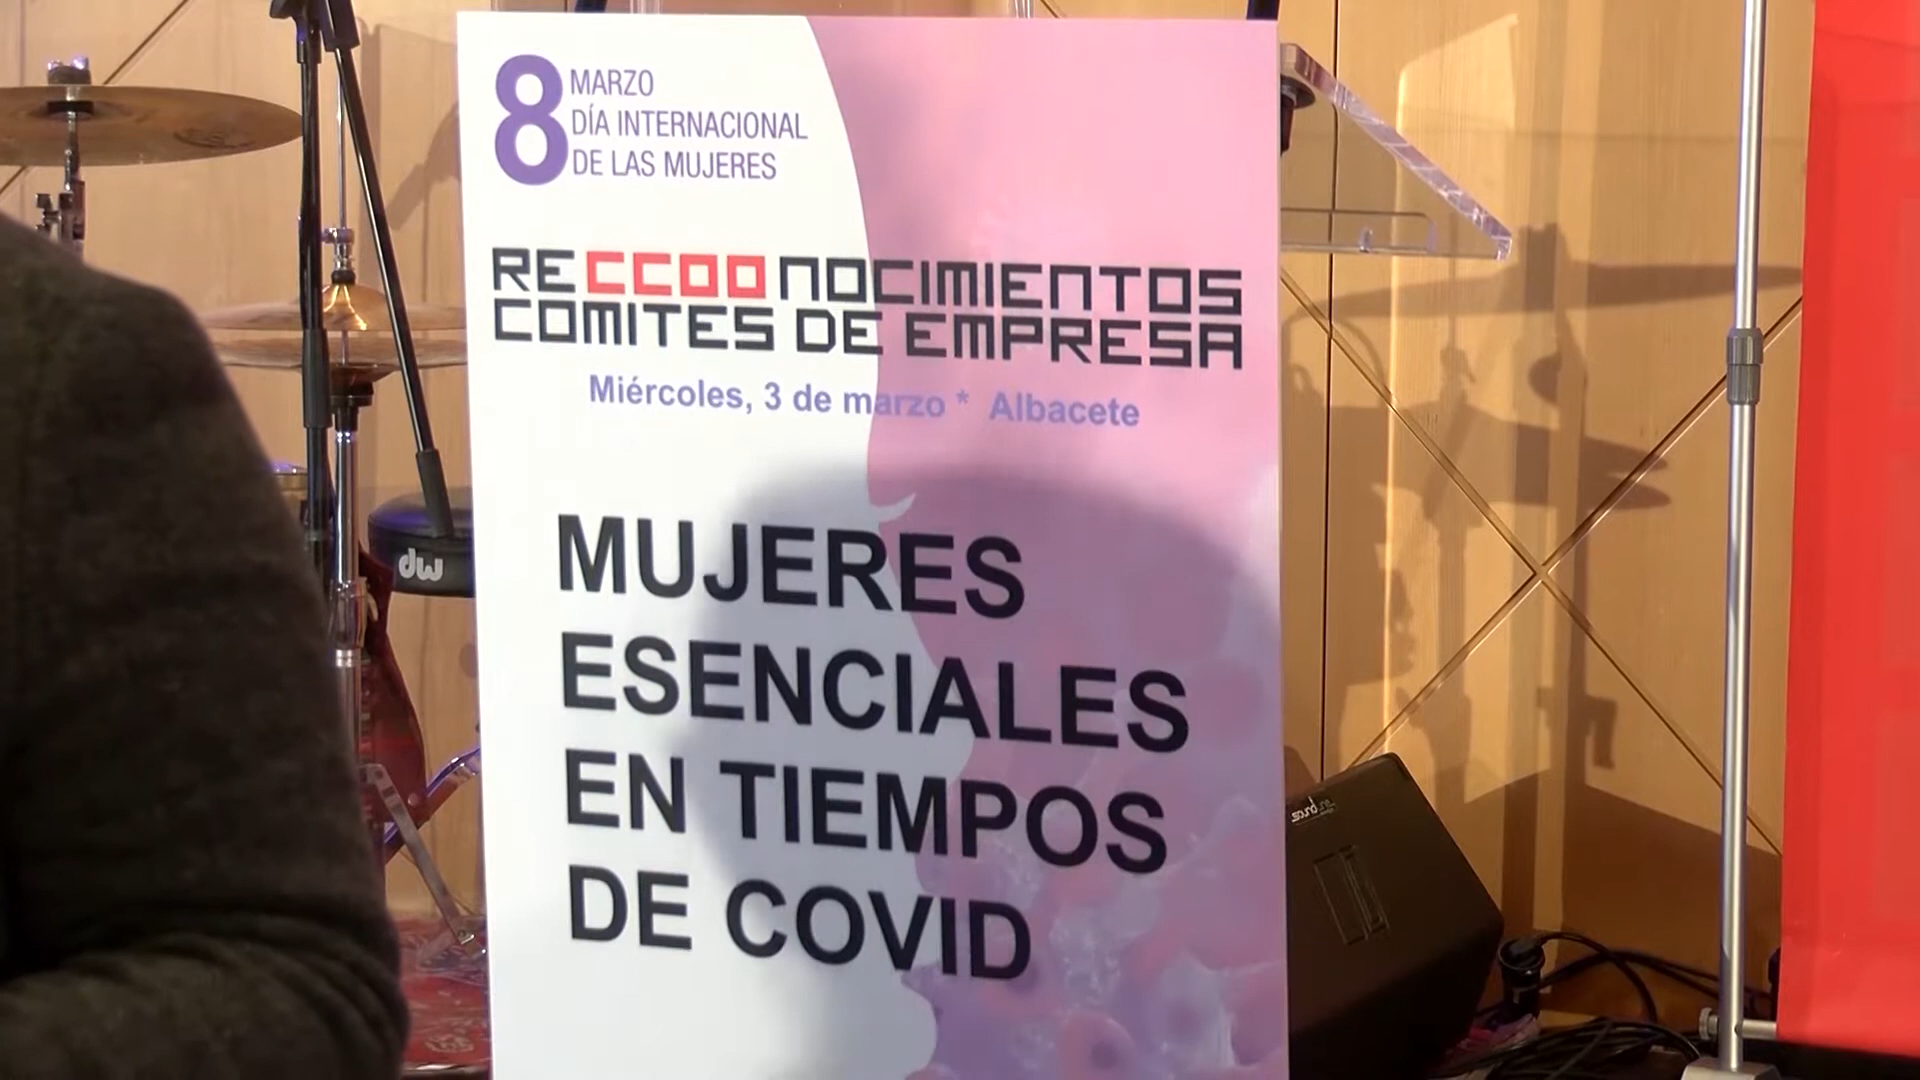 8 MARZO
DÍA INTERNACIONAL
DE LAS MUJERES
RECCOONOCIMIENTOS
COMITES DE EMPRESA
Miércoles, 3 de marzo * Albacete
MUJERES
ESENCIALES
EN TIEMPOS
DE COVID
dw